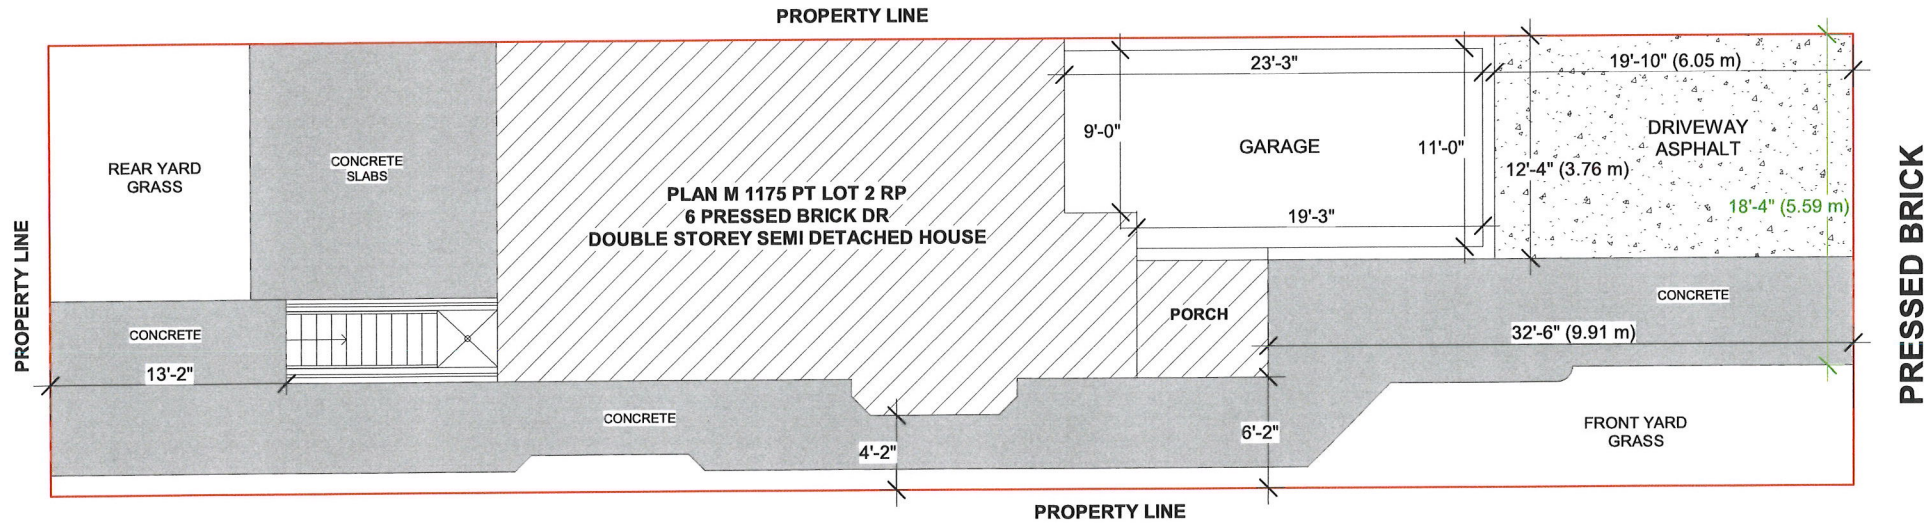 PROPERTY LINE
23'-3"
19'-10" (6.05 m)
9'-0"
GARAGE
11'-0"
DRIVEWAY
ASPHALT
12'-4" (3.76 m)
18'-4" (5.59 m)
REAR YARD
GRASS
CONCRETE
SLABS
PLAN M 1175 PT LOT 2 RP
6 PRESSED BRICK DR
DOUBLE STOREY SEMI DETACHED HOUSE
19'-3"
PRESSED BRICK
PROPERTY LINE
CONCRETE
PORCH
CONCRETE
32'-6" (9.91 m)
13'-2"
CONCRETE
4'-2"
6'-2"
FRONT YARD
GRASS
PROPERTY LINE